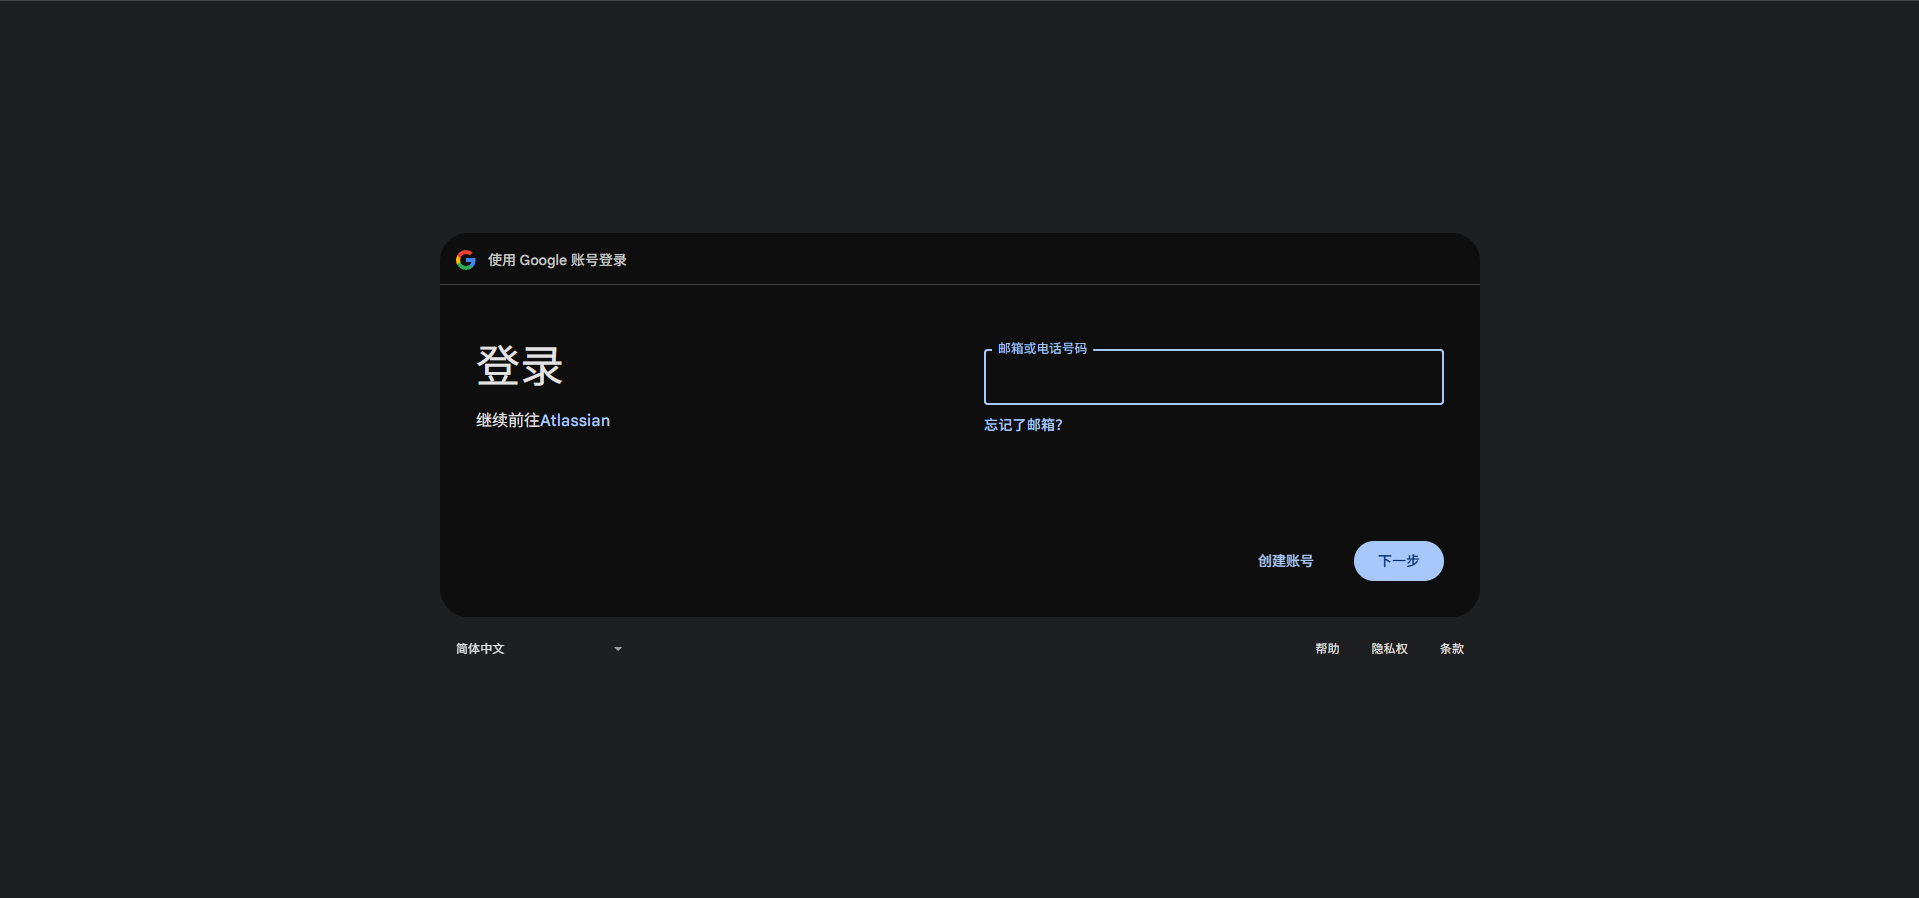 使用 Google 账号登录
登录
继续前往Atlassian
邮箱或电话号码
忘记了邮箱？
创建账号
下一步
简体中文
帮助
隐私权
条款